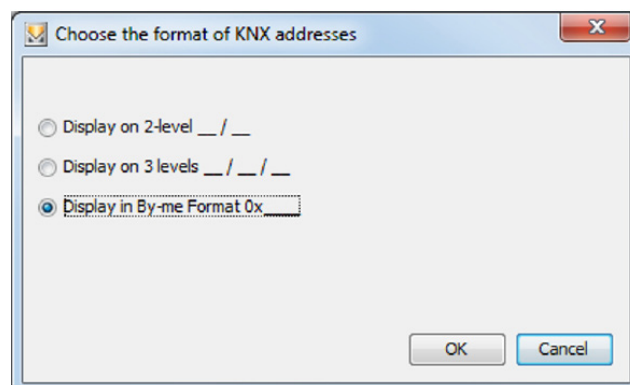 Choose the format of KNX addresses
Display on 2-level __ / __
Display on 3 levels __ / __ / __
Display in By-me Format 0x____
OK Cancel